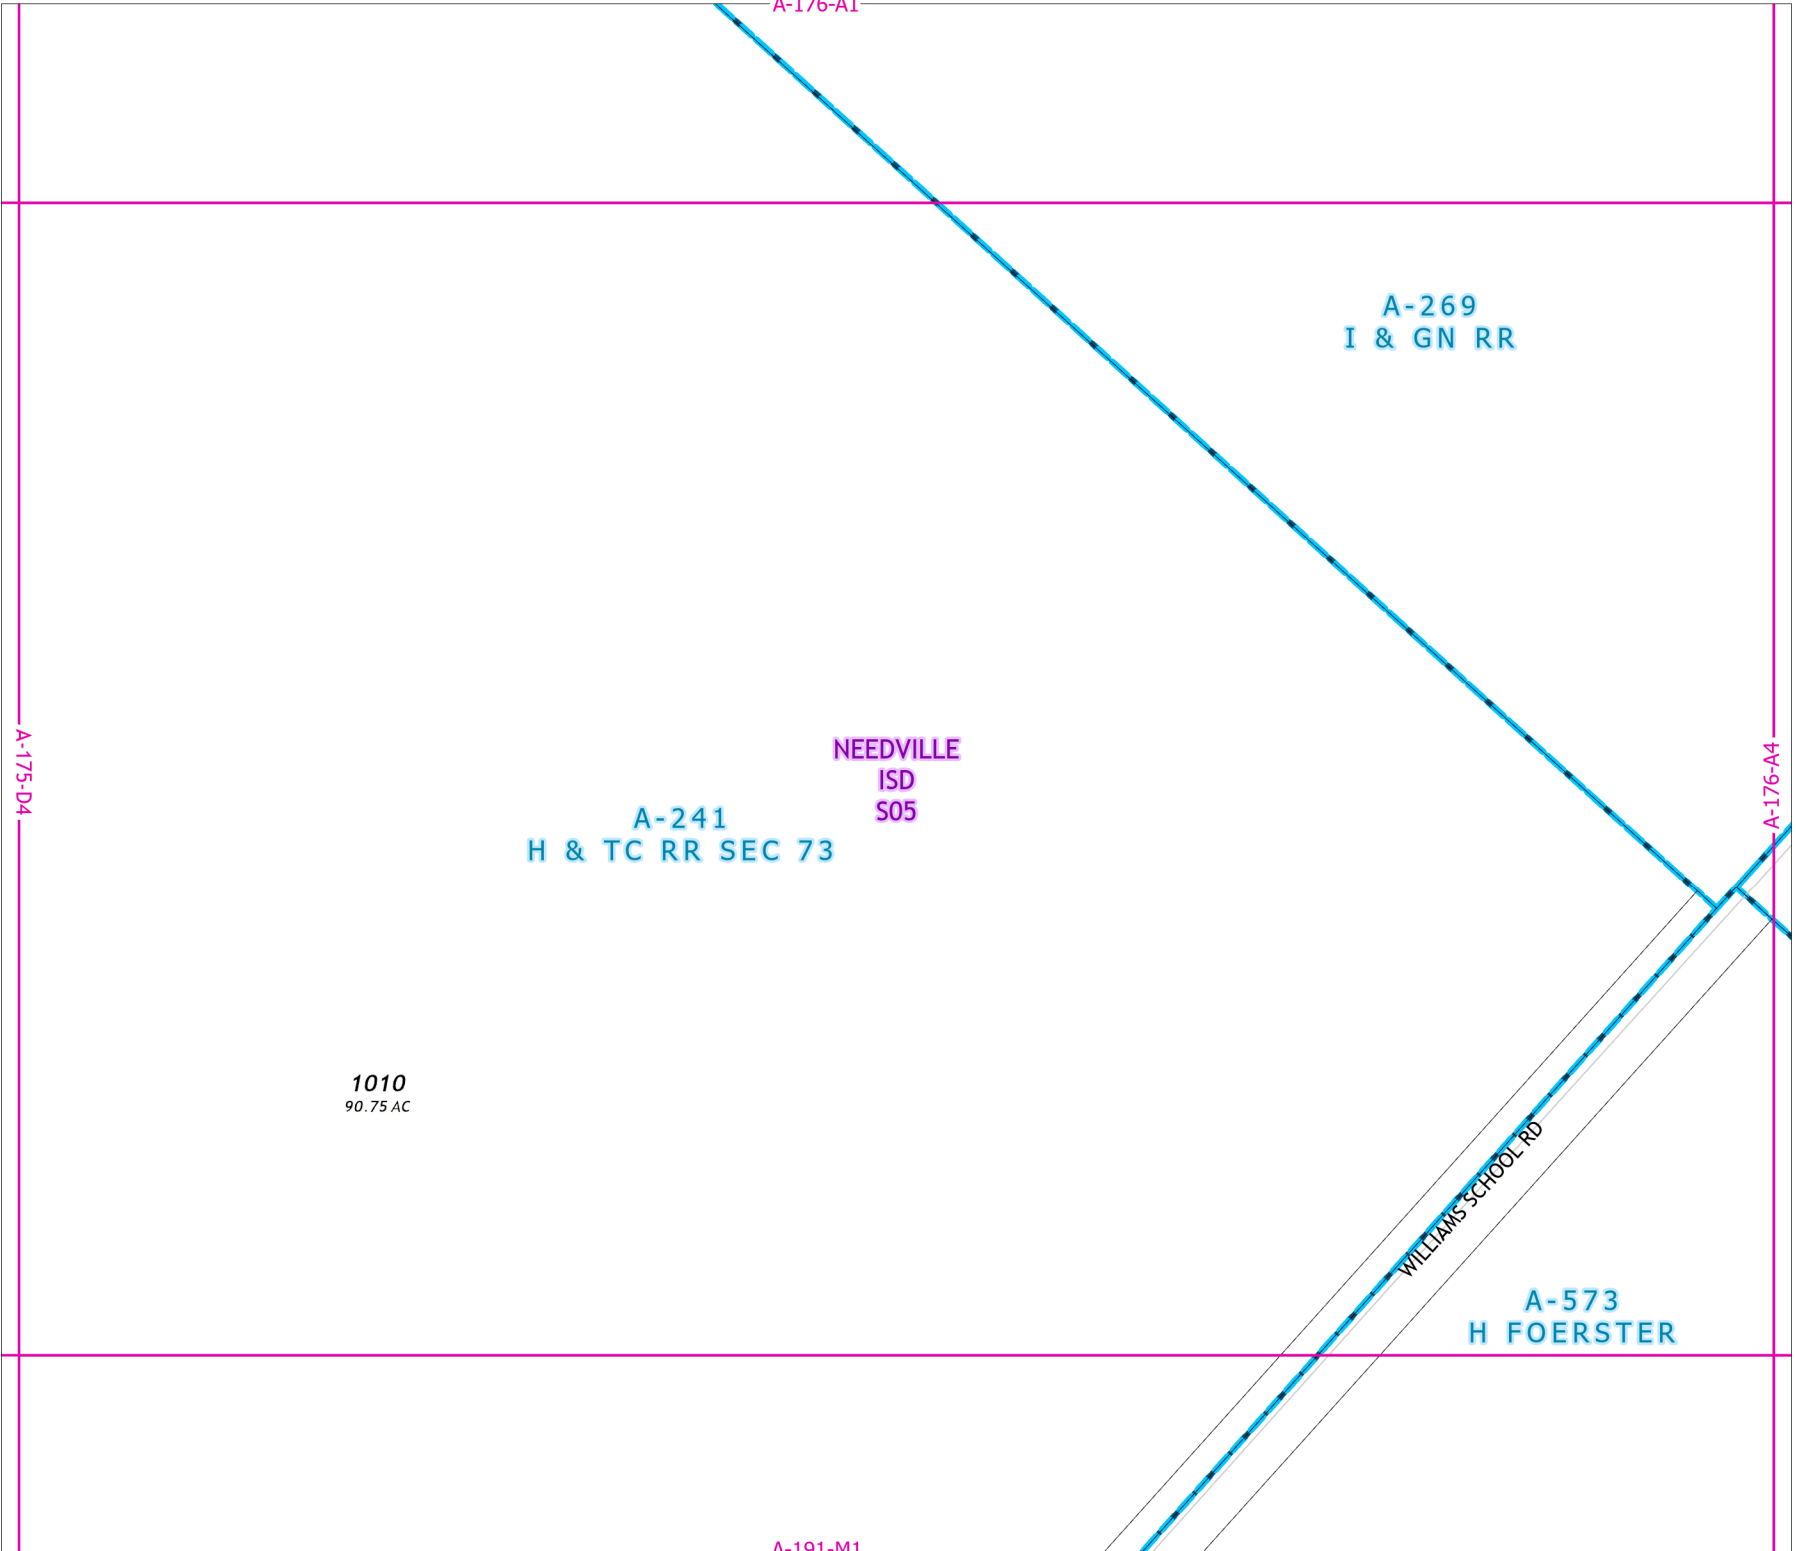 A-176-A1
A-269
I & GN RR
A-175-D4
NEEDVILLE
ISD
S05
A-176-A4
A-241
H & TC RR SEC 73
1010
90.75 AC
WILLIAMS SCHOOL RD
A-573
H FOERSTER
A-191-M1